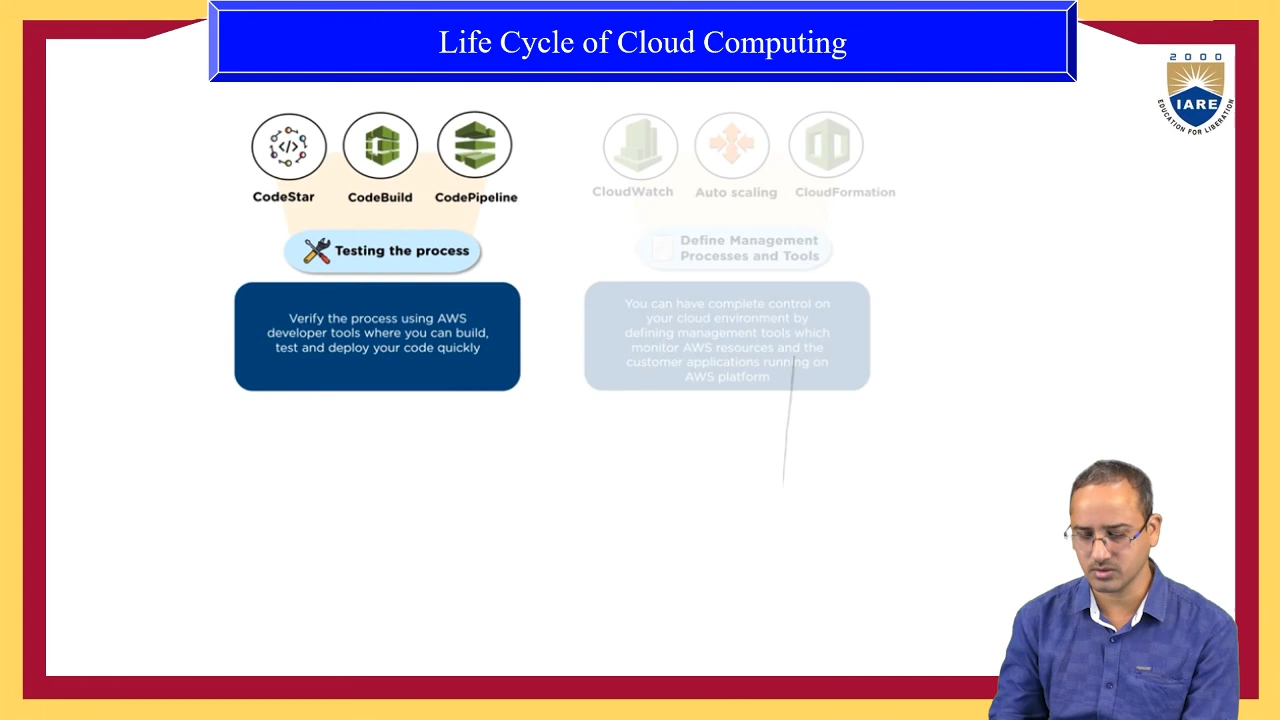 Life Cycle of Cloud Computing
2000
IARE
EDUCATION FOR LIBERATION
CodeStar
CodeBuild
CodePipeline
Testing the process
Verify the process using AWS
developer tools where you can build,
test and deploy your code quickly
CloudWatch
Auto scaling
CloudFormation
Define Management
Processes and Tools
You can have complete control on
your cloud environment by
defining management tools which
monitor AWS resources and the
customer applications running on
AWS platform